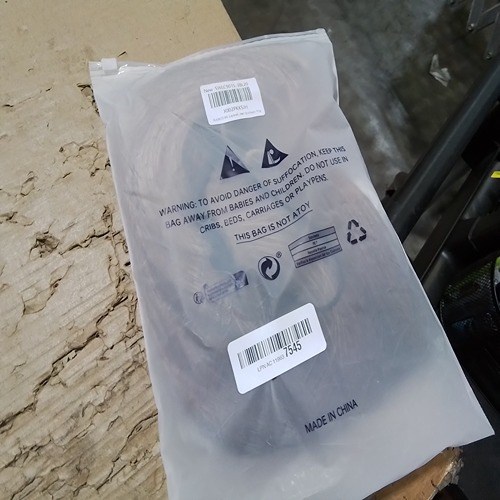 WARNING: TO AVOID DANGER OF SUFFOCATION, KEEP THIS
BAG AWAY FROM BABIES AND CHILDREN. DO NOT USE IN
CRIBS, BEDS, CARRIAGES OR PLAYPENS.
THIS BAG IS NOT ATOY
7545
MADE IN CHINA